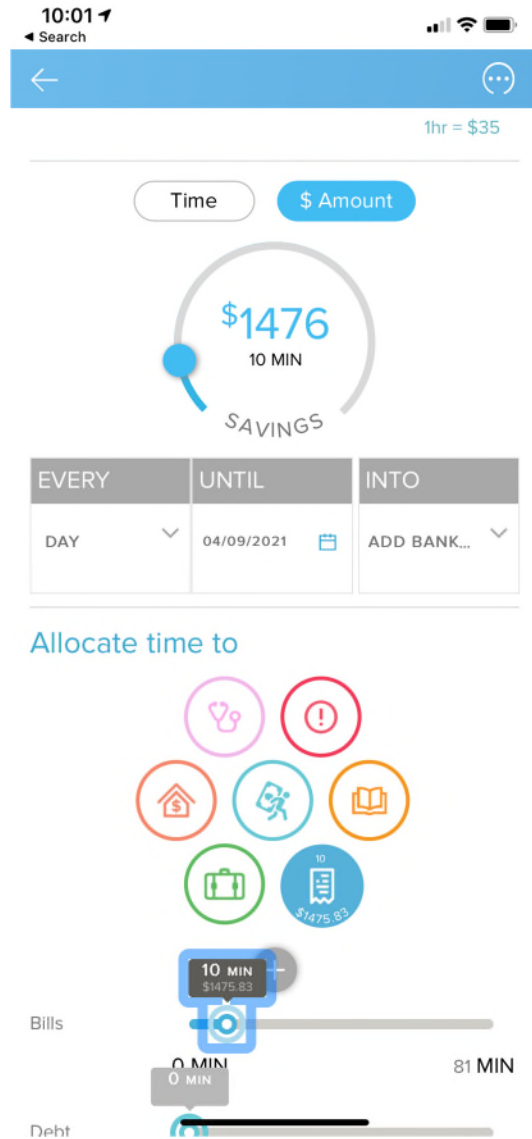 10:01
◀ Search
1hr = $35
Time
$ Amount
$1476
10 MIN
SAVINGS
EVERY UNTIL INTO
DAY 04/09/2021 ADD BANK...
Allocate time to
10
$1475.83
10 MIN
$1475.83
Bills
0 MIN 81 MIN
0 MIN
Debt